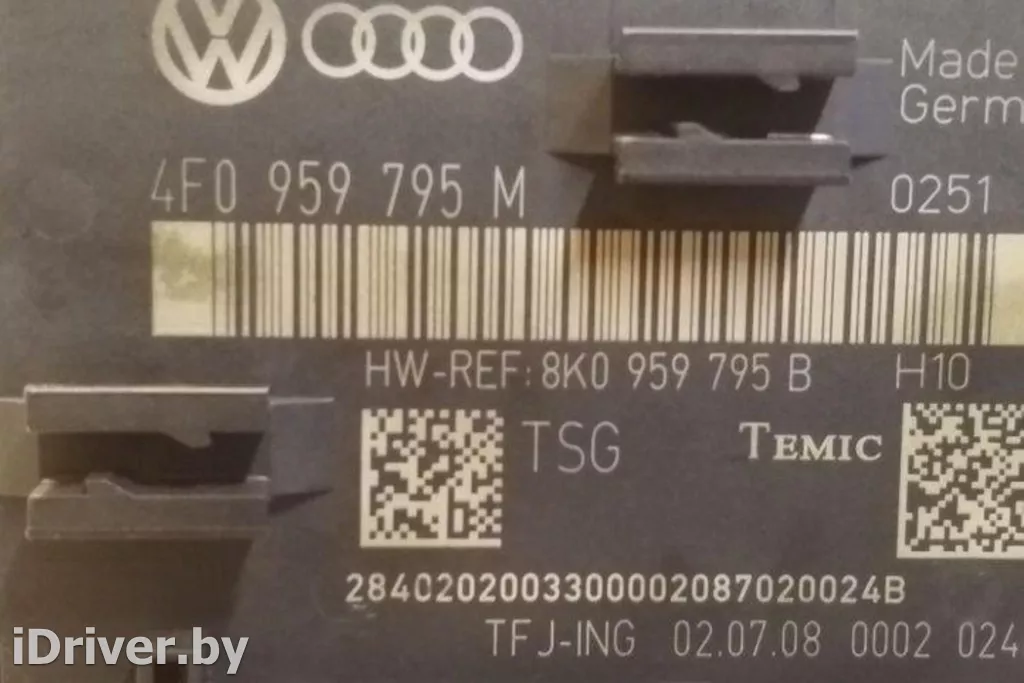 Made
Germ
4F0 959 795 M 0251
HW-REF: 8K0 959 795 B H10
TSG TEMIC
2840202003300002087020024B
TFJ-ING 02.07.08 0002 024
iDriver.by